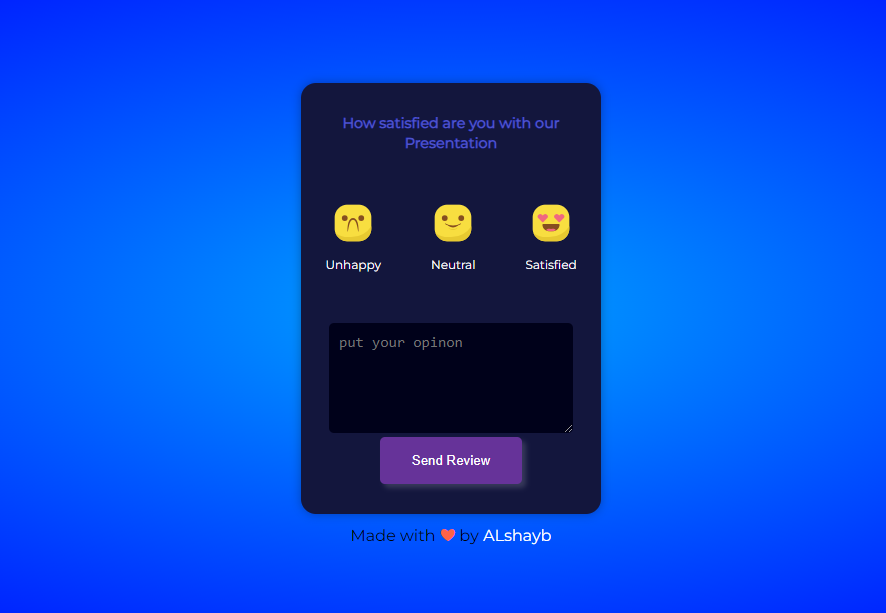 How satisfied are you with our
Presentation
Unhappy
Neutral
Satisfied
put your opinon
Send Review
Made with ❤ by ALshayb